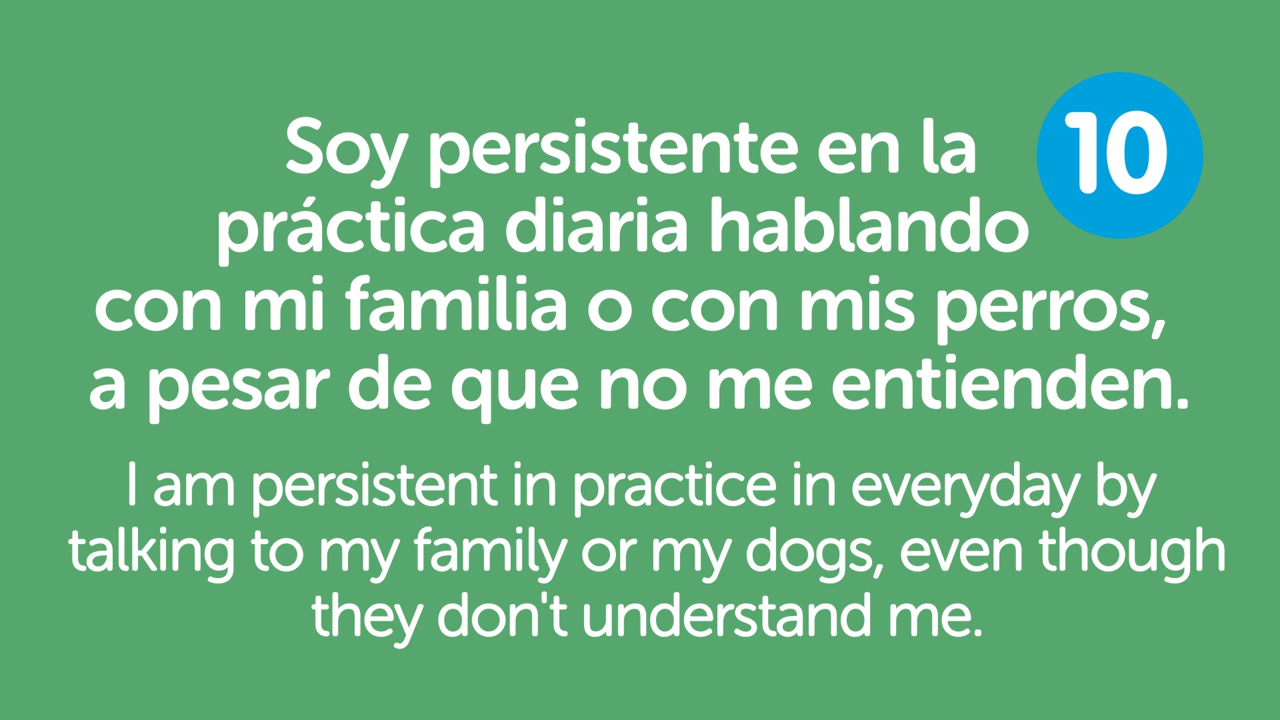 Soy persistente en la
10
práctica diaria hablando
con mi familia o con mis perros,
a pesar de que no me entienden.
I am persistent in practice in everyday by
talking to my family or my dogs, even though
they don't understand me.